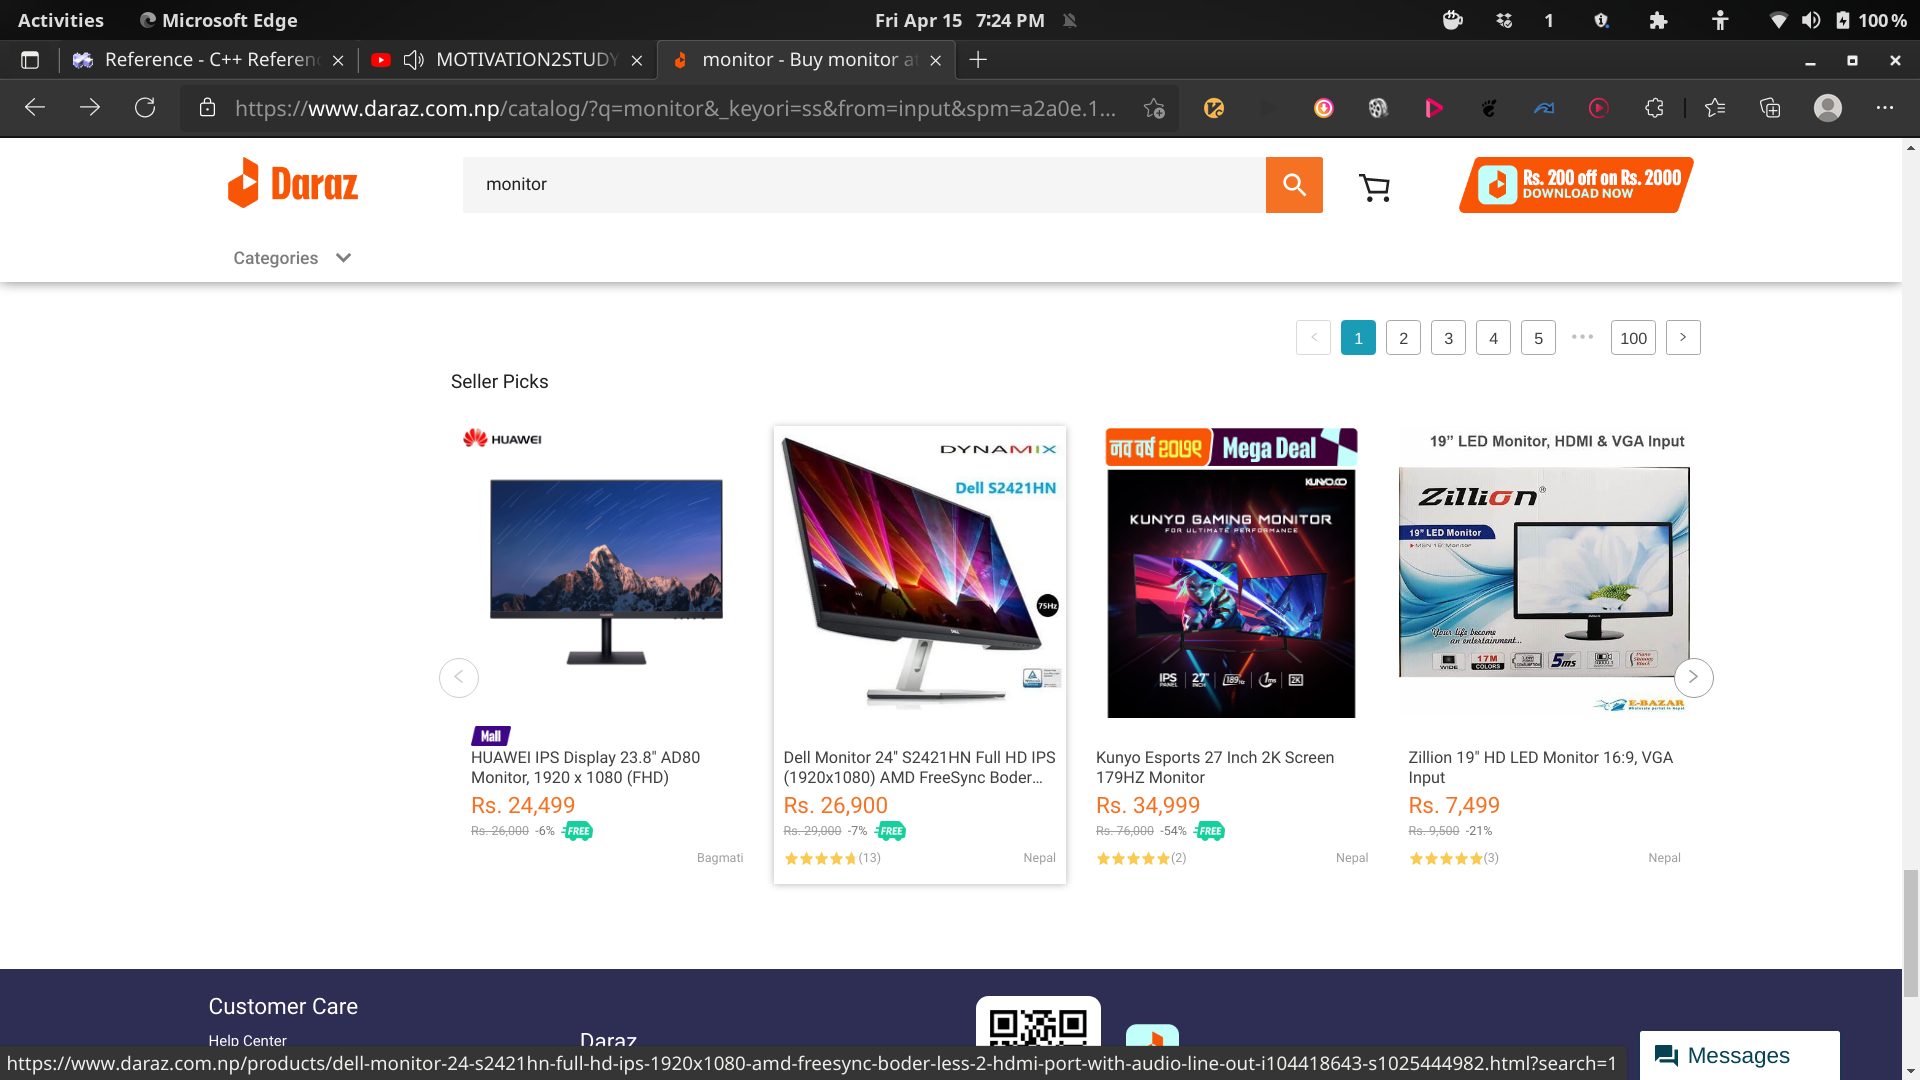 Activities
Microsoft Edge
Fri Apr 15 7:24 PM
1
100 %
Reference - C++ Referen
MOTIVATION2STUDY
monitor - Buy monitor at
https://www.daraz.com.np/catalog/?q=monitor&_keyori=ss&from=input&spm=a2a0e.1...
Daraz
monitor
Rs. 200 off on Rs. 2000
DOWNLOAD NOW
Categories
1
2
3
4
5
...
100
Seller Picks
HUAWEI
Mall
HUAWEI IPS Display 23.8" AD80
Monitor, 1920 x 1080 (FHD)
Rs. 24,499
Rs. 26,000 -6% FREE
Bagmati
DYNAMIX
Dell S2421HN
75Hz
DELL
Dell Monitor 24" S2421HN Full HD IPS
(1920x1080) AMD FreeSync Boder...
Rs. 26,900
Rs. 29,000 -7% FREE
(13)
Nepal
नव वर्ष २०७९
Mega Deal
KUNYO.CO
KUNYO GAMING MONITOR
FOR ULTIMATE PERFORMANCE
IPS PANEL
27" INCH
189Hz
1ms
2K
Kunyo Esports 27 Inch 2K Screen
179HZ Monitor
Rs. 34,999
Rs. 76,000 -54% FREE
(2)
Nepal
19” LED Monitor, HDMI & VGA Input
Zillion®
19" LED Monitor
Your life become
an entertainment...
WIDE
17M
COLORS
5ms
E-BAZAR
Zillion 19" HD LED Monitor 16:9, VGA
Input
Rs. 7,499
Rs. 9,500 -21%
(3)
Nepal
Customer Care
Help Center
Daraz
Messages
https://www.daraz.com.np/products/dell-monitor-24-s2421hn-full-hd-ips-1920x1080-amd-freesync-boder-less-2-hdmi-port-with-audio-line-out-i104418643-s1025444982.html?search=1